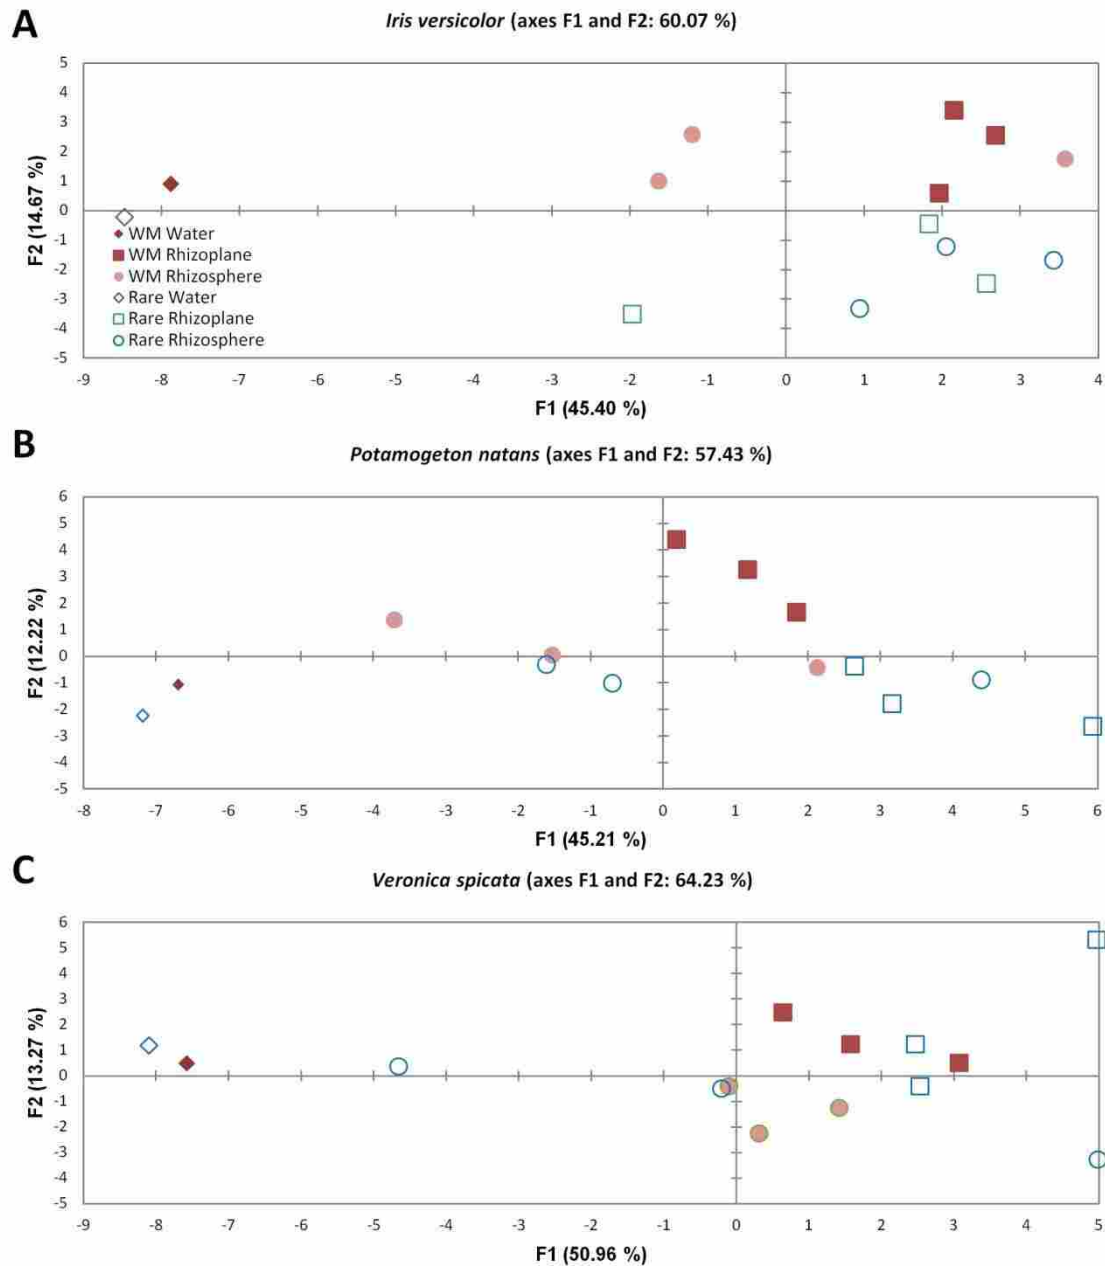 A
Iris versicolor (axes F1 and F2: 60.07 %)
5
4
3
2
1
0
-1
-2
-3
-4
-5
F2 (14.67 %)
WM Water
WM Rhizoplane
WM Rhizosphere
Rare Water
Rare Rhizoplane
Rare Rhizosphere
-9 -8 -7 -6 -5 -4 -3 -2 -1 0 1 2 3 4
F1 (45.40 %)
B
Potamogeton natans (axes F1 and F2: 57.43 %)
6
5
4
3
2
1
0
-1
-2
-3
-4
-5
F2 (12.22 %)
-8 -7 -6 -5 -4 -3 -2 -1 0 1 2 3 4 5 6
F1 (45.21 %)
C
Veronica spicata (axes F1 and F2: 64.23 %)
6
5
4
3
2
1
0
-1
-2
-3
-4
-5
F2 (13.27 %)
-9 -8 -7 -6 -5 -4 -3 -2 -1 0 1 2 3 4 5
F1 (50.96 %)